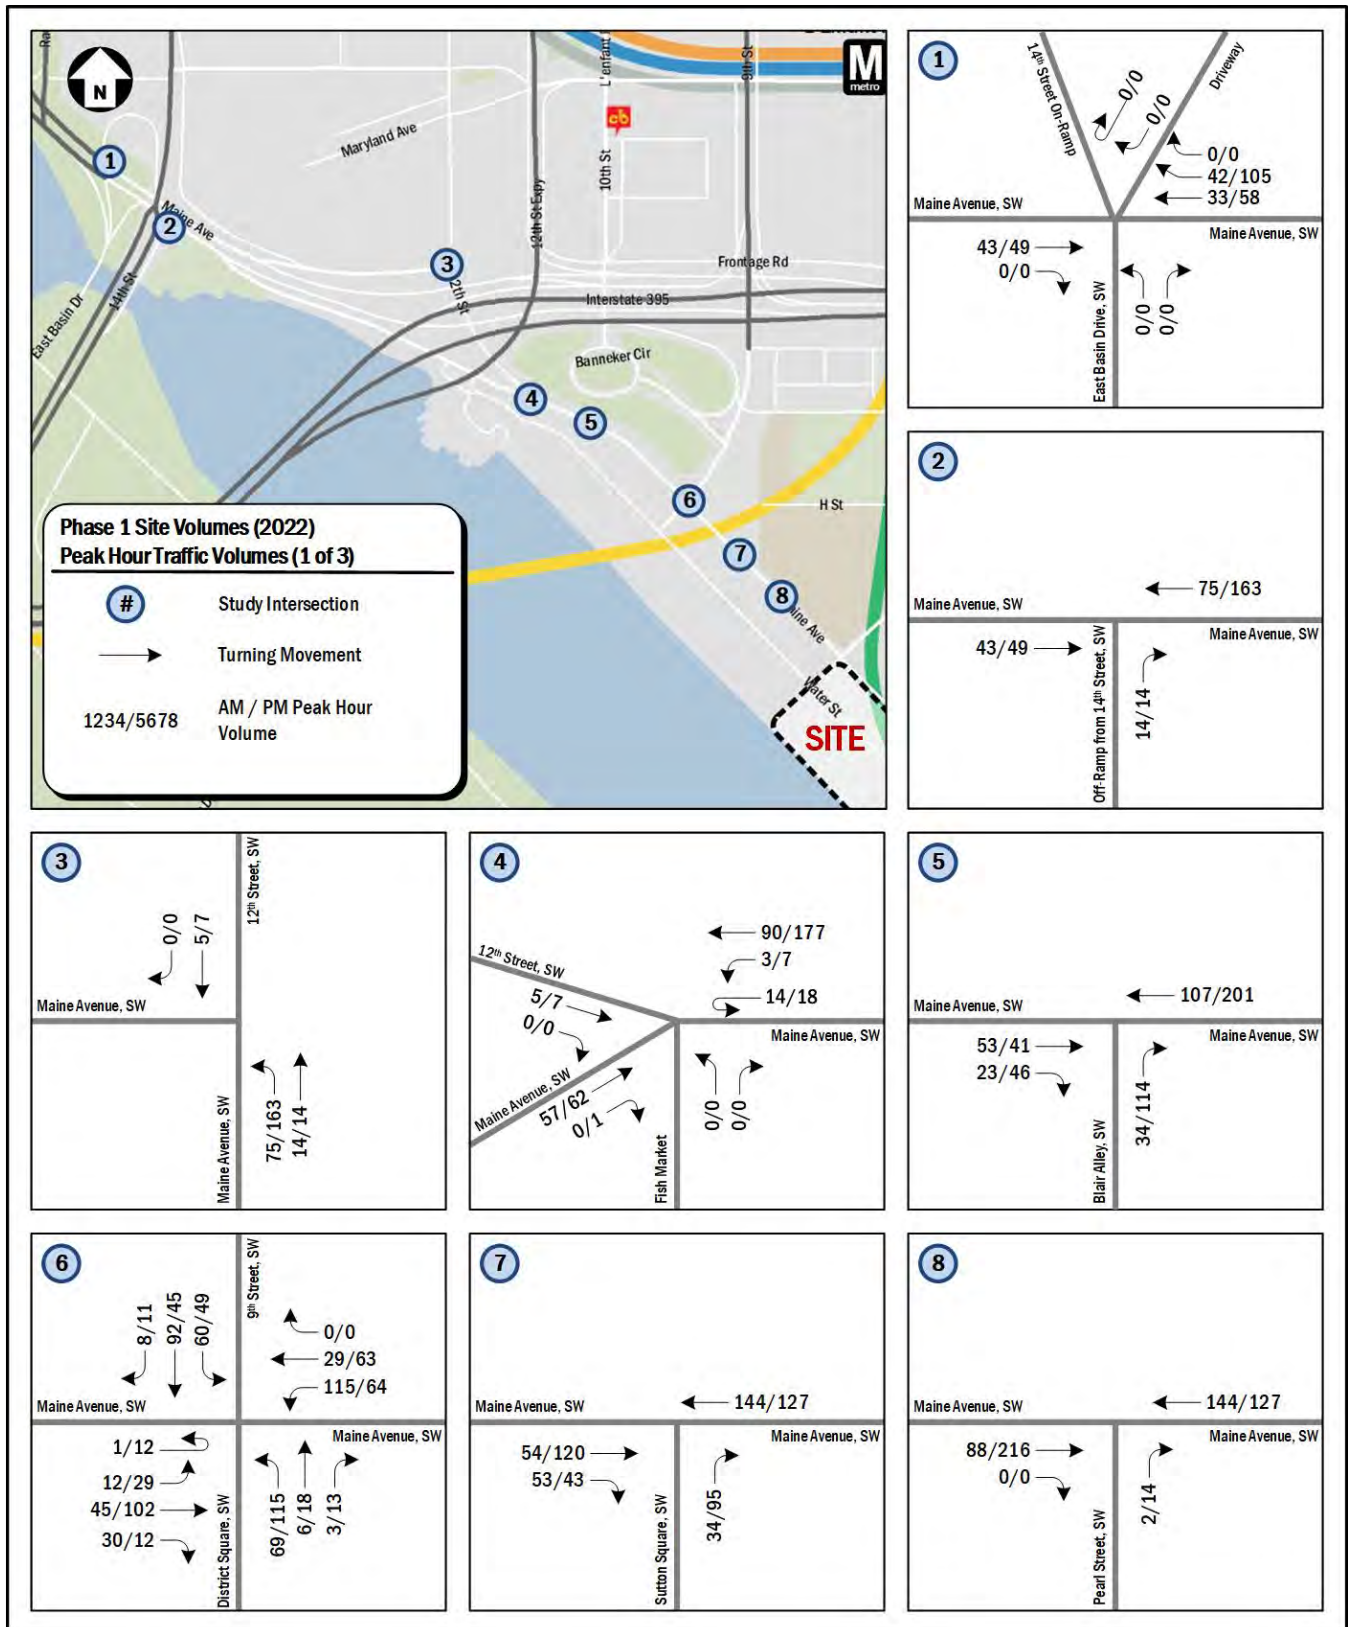 Ra
N
Maryland Ave
L'enfant
9th St
M
metro
cb
10th St
12th St Expy
1
2
Maine Ave
3
2th St
Frontage Rd
Interstate 395
14th St
East Basin Dr
Banneker Cir
4
5
6
H St
7
8
aine Ave
Water St
SITE
Phase 1 Site Volumes (2022)
Peak Hour Traffic Volumes (1 of 3)
# Study Intersection
Turning Movement
1234/5678 AM / PM Peak Hour
Volume
1
14th Street On-Ramp
Driveway
0/0
0/0
0/0
42/105
33/58
Maine Avenue, SW
Maine Avenue, SW
43/49
0/0
East Basin Drive, SW
0/0
0/0
2
75/163
Maine Avenue, SW
Maine Avenue, SW
43/49
Off-Ramp from 14th Street, SW
14/14
3
12th Street, SW
0/0
5/7
Maine Avenue, SW
Maine Avenue, SW
75/163
14/14
4
90/177
3/7
14/18
12th Street, SW
5/7
0/0
Maine Avenue, SW
Maine Avenue, SW
57/62
0/1
Fish Market
0/0
0/0
5
107/201
Maine Avenue, SW
Maine Avenue, SW
53/41
23/46
Blair Alley, SW
34/114
6
9th Street, SW
8/11
92/45
60/49
0/0
29/63
115/64
Maine Avenue, SW
Maine Avenue, SW
1/12
12/29
45/102
30/12
District Square, SW
69/115
6/18
3/13
7
144/127
Maine Avenue, SW
Maine Avenue, SW
54/120
53/43
Sutton Square, SW
34/95
8
144/127
Maine Avenue, SW
Maine Avenue, SW
88/216
0/0
Pearl Street, SW
2/14